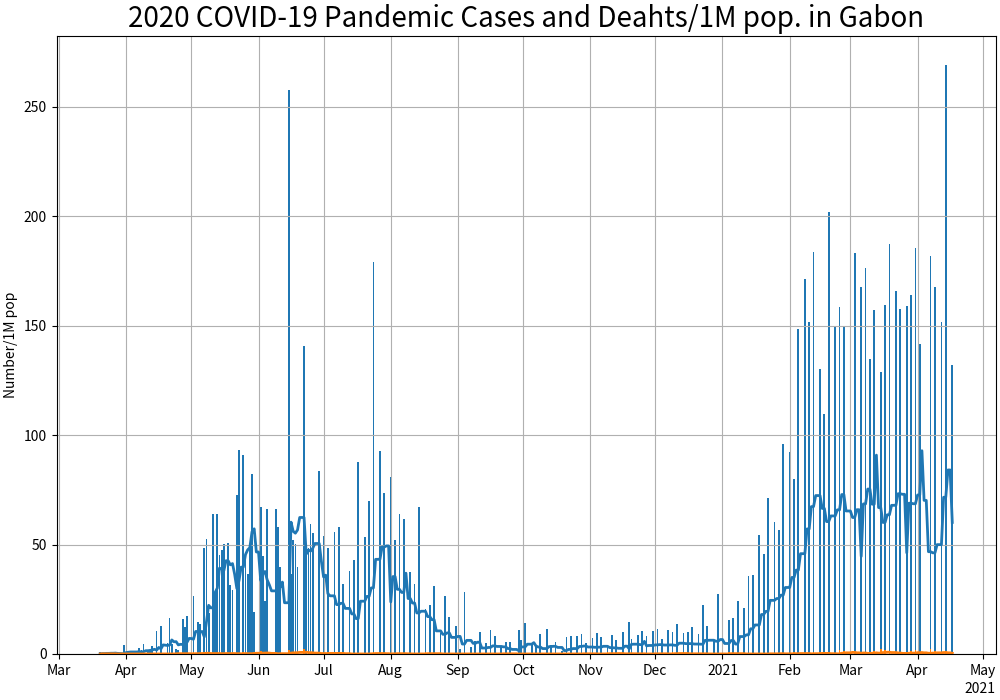 2020 COVID-19 Pandemic Cases and Deahts/1M pop. in Gabon
Number/1M pop
250
200
150
100
50
0
Mar Apr May Jun Jul Aug Sep Oct Nov Dec 2021 Feb Mar Apr May
2021